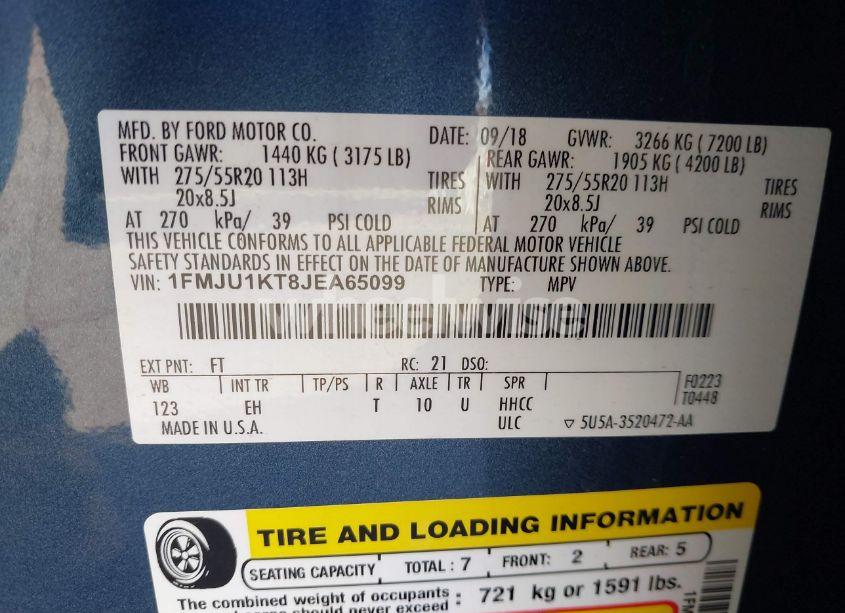 MFD. BY FORD MOTOR CO. DATE: 09/18 GVWR: 3266 KG ( 7200 LB)
FRONT GAWR: 1440 KG ( 3175 LB) REAR GAWR: 1905 KG ( 4200 LB)
WITH 275/55R20 113H TIRES WITH 275/55R20 113H TIRES
20x8.5J RIMS 20x8.5J RIMS
AT 270 kPa/ 39 PSI COLD AT 270 kPa/ 39 PSI COLD
THIS VEHICLE CONFORMS TO ALL APPLICABLE FEDERAL MOTOR VEHICLE
SAFETY STANDARDS IN EFFECT ON THE DATE OF MANUFACTURE SHOWN ABOVE.
VIN: 1FMJU1KT8JEA65099 TYPE: MPV
wheelwise
EXT PNT: FT RC: 21 DSO:
WB INT TR TP/PS R AXLE TR SPR F0223
123 EH T 10 U HHCC T0448
MADE IN U.S.A. ULC ▽ 5U5A-3520472-AA
TIRE AND LOADING INFORMATION
SEATING CAPACITY TOTAL : 7 FRONT: 2 REAR: 5
The combined weight of occupants : 721 kg or 1591 lbs.
should never exceed
1FM